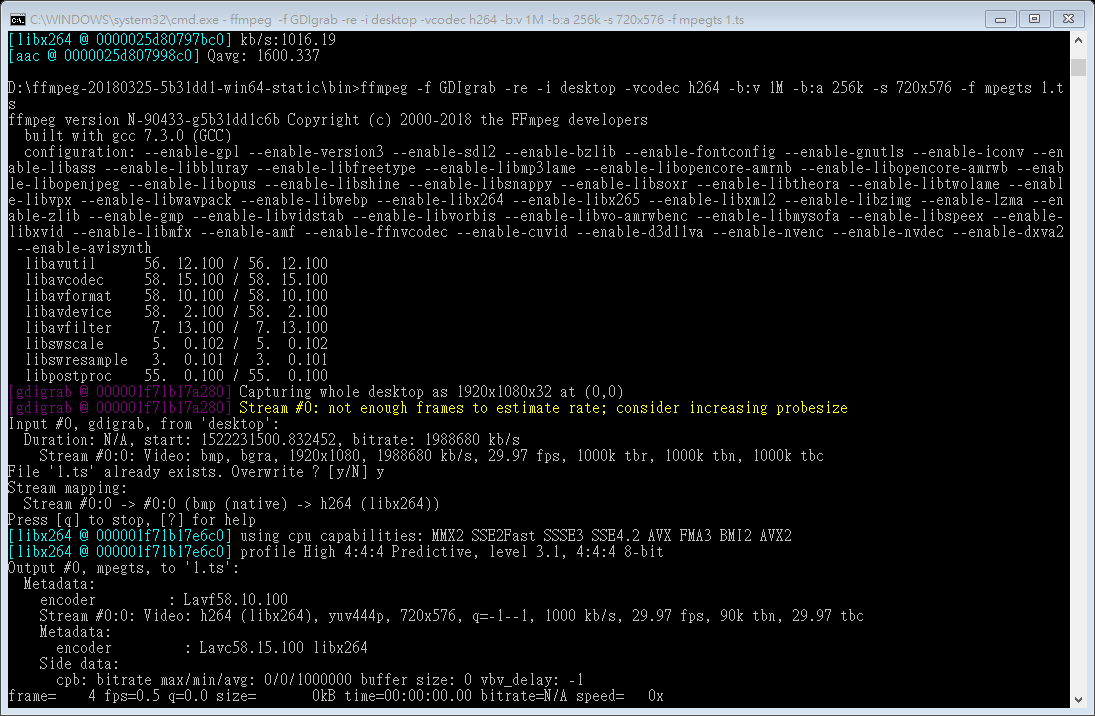 C:\WINDOWS\system32\cmd.exe - ffmpeg  -f GDIgrab -re -i desktop -vcodec h264 -b:v 1M -b:a 256k -s 720x576 -f mpegts 1.ts
[libx264 @ 0000025d80797bc0] kb/s:1016.19
[aac @ 0000025d807998c0] Qavg: 1600.337
D:\ffmpeg-20180325-5b31dd1-win64-static\bin>ffmpeg -f GDIgrab -re -i desktop -vcodec h264 -b:v 1M -b:a 256k -s 720x576 -f mpegts 1.t
s
ffmpeg version N-90433-g5b31dd1c6b Copyright (c) 2000-2018 the FFmpeg developers
  built with gcc 7.3.0 (GCC)
  configuration: --enable-gpl --enable-version3 --enable-sdl2 --enable-bzlib --enable-fontconfig --enable-gnutls --enable-iconv --en
able-libass --enable-libbluray --enable-libfreetype --enable-libmp3lame --enable-libopencore-amrnb --enable-libopencore-amrwb --enab
le-libopenjpeg --enable-libopus --enable-libshine --enable-libsnappy --enable-libsoxr --enable-libtheora --enable-libtwolame --enabl
e-libvpx --enable-libwavpack --enable-libwebp --enable-libx264 --enable-libx265 --enable-libxml2 --enable-libzimg --enable-lzma --en
able-zlib --enable-gmp --enable-libvidstab --enable-libvorbis --enable-libvo-amrwbenc --enable-libmysofa --enable-libspeex --enable-
libxvid --enable-libmfx --enable-amf --enable-ffnvcodec --enable-cuvid --enable-d3d11va --enable-nvenc --enable-nvdec --enable-dxva2
 --enable-avisynth
  libavutil      56. 12.100 / 56. 12.100
  libavcodec     58. 15.100 / 58. 15.100
  libavformat    58. 10.100 / 58. 10.100
  libavdevice    58.  2.100 / 58.  2.100
  libavfilter     7. 13.100 /  7. 13.100
  libswscale      5.  0.102 /  5.  0.102
  libswresample   3.  0.101 /  3.  0.101
  libpostproc    55.  0.100 / 55.  0.100
[gdigrab @ 000001f71b17a280] Capturing whole desktop as 1920x1080x32 at (0,0)
[gdigrab @ 000001f71b17a280] Stream #0: not enough frames to estimate rate; consider increasing probesize
Input #0, gdigrab, from 'desktop':
  Duration: N/A, start: 1522231500.832452, bitrate: 1988680 kb/s
    Stream #0:0: Video: bmp, bgra, 1920x1080, 1988680 kb/s, 29.97 fps, 1000k tbr, 1000k tbn, 1000k tbc
File '1.ts' already exists. Overwrite ? [y/N] y
Stream mapping:
  Stream #0:0 -> #0:0 (bmp (native) -> h264 (libx264))
Press [q] to stop, [?] for help
[libx264 @ 000001f71b17e6c0] using cpu capabilities: MMX2 SSE2Fast SSSE3 SSE4.2 AVX FMA3 BMI2 AVX2
[libx264 @ 000001f71b17e6c0] profile High 4:4:4 Predictive, level 3.1, 4:4:4 8-bit
Output #0, mpegts, to '1.ts':
  Metadata:
    encoder         : Lavf58.10.100
    Stream #0:0: Video: h264 (libx264), yuv444p, 720x576, q=-1--1, 1000 kb/s, 29.97 fps, 90k tbn, 29.97 tbc
    Metadata:
      encoder         : Lavc58.15.100 libx264
    Side data:
      cpb: bitrate max/min/avg: 0/0/1000000 buffer size: 0 vbv_delay: -1
frame=    4 fps=0.5 q=0.0 size=       0kB time=00:00:00.00 bitrate=N/A speed=   0x